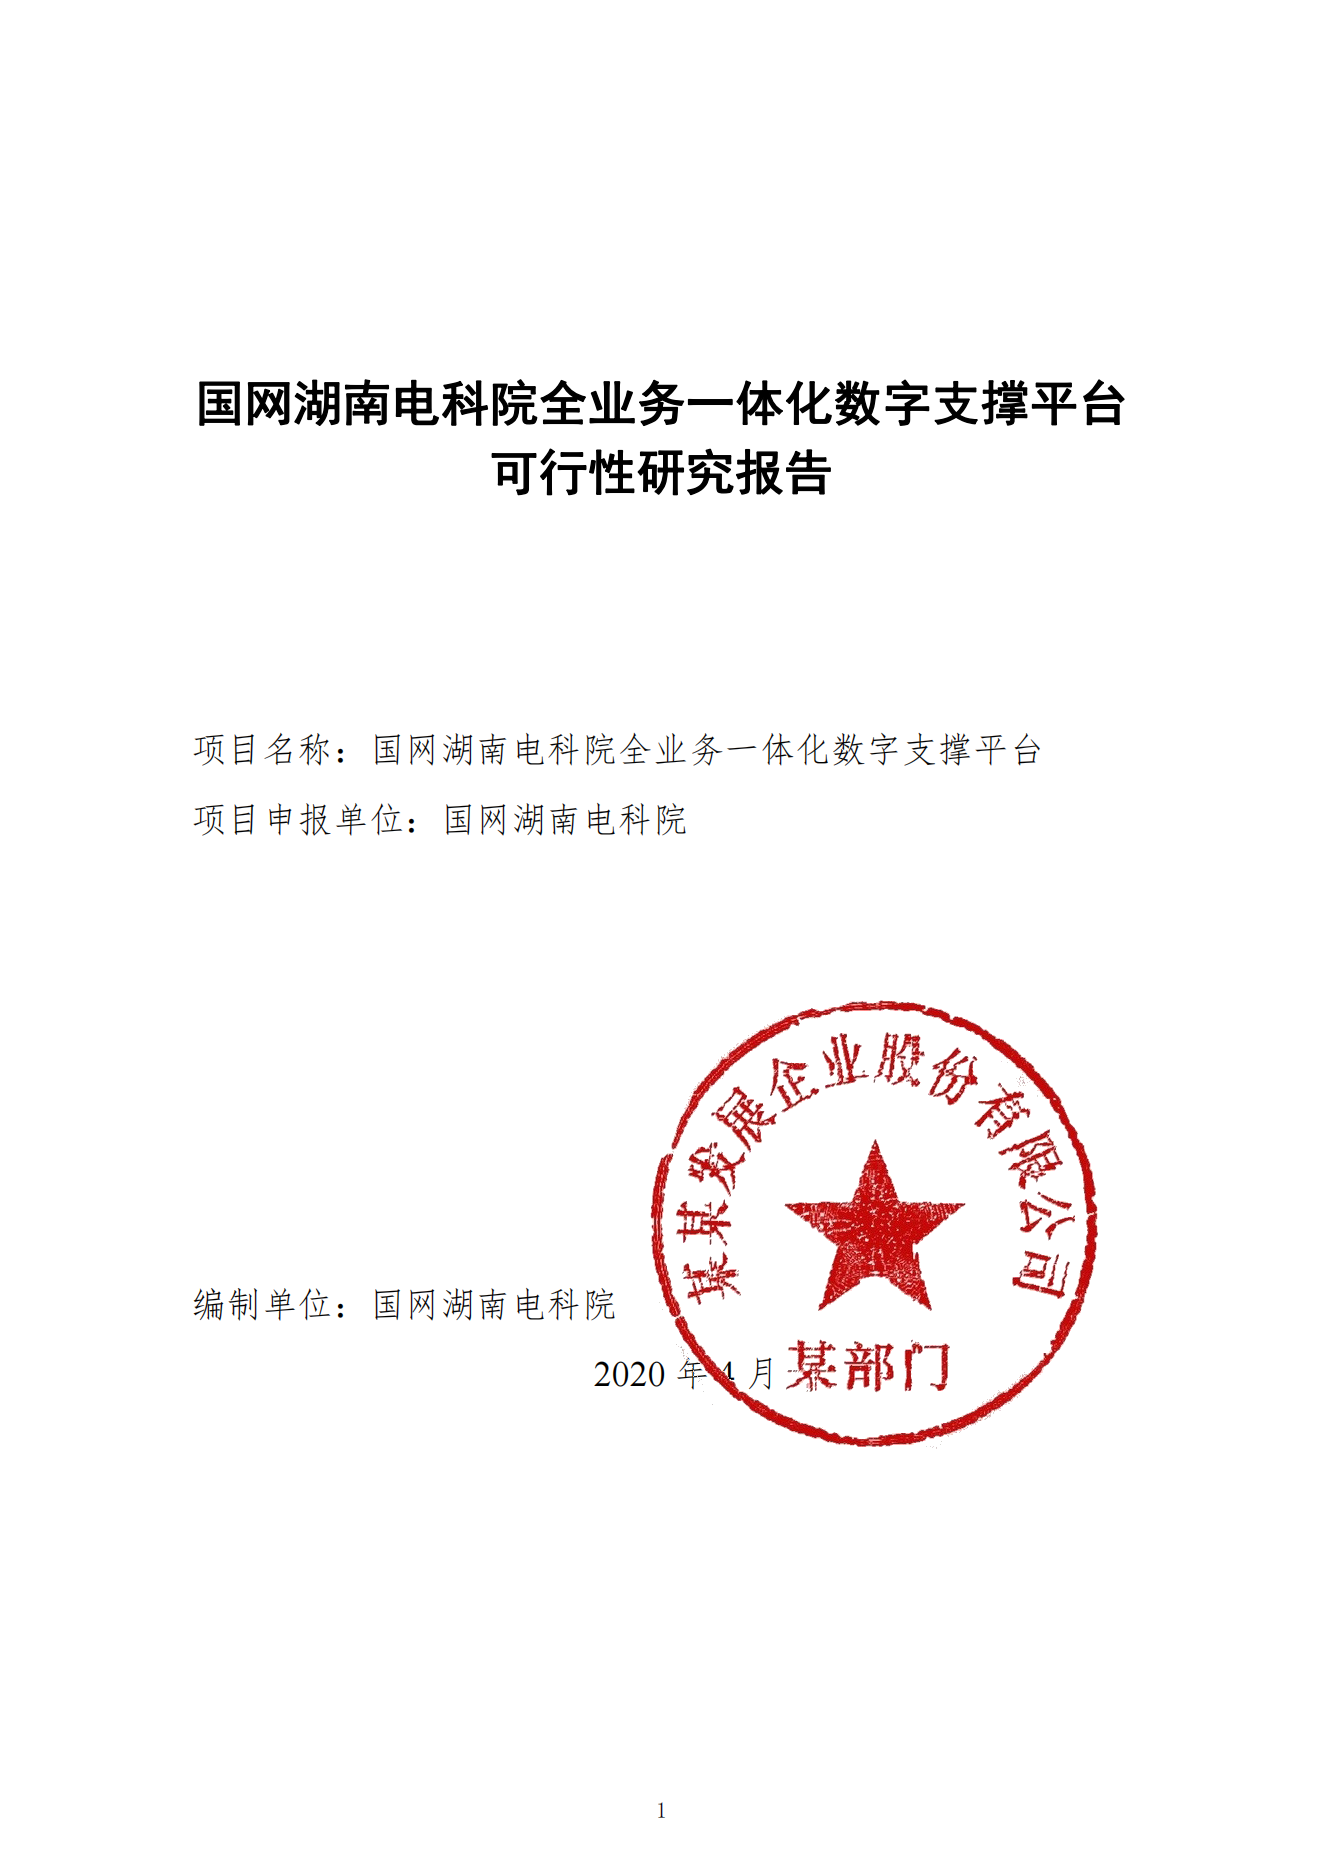 国网湖南电科院全业务一体化数字支撑平台
可行性研究报告
项目名称：国网湖南电科院全业务一体化数字支撑平台
项目申报单位：国网湖南电科院
某某发展企业股份有限公司
编制单位：国网湖南电科院
2020 年 4 月
某部门
1